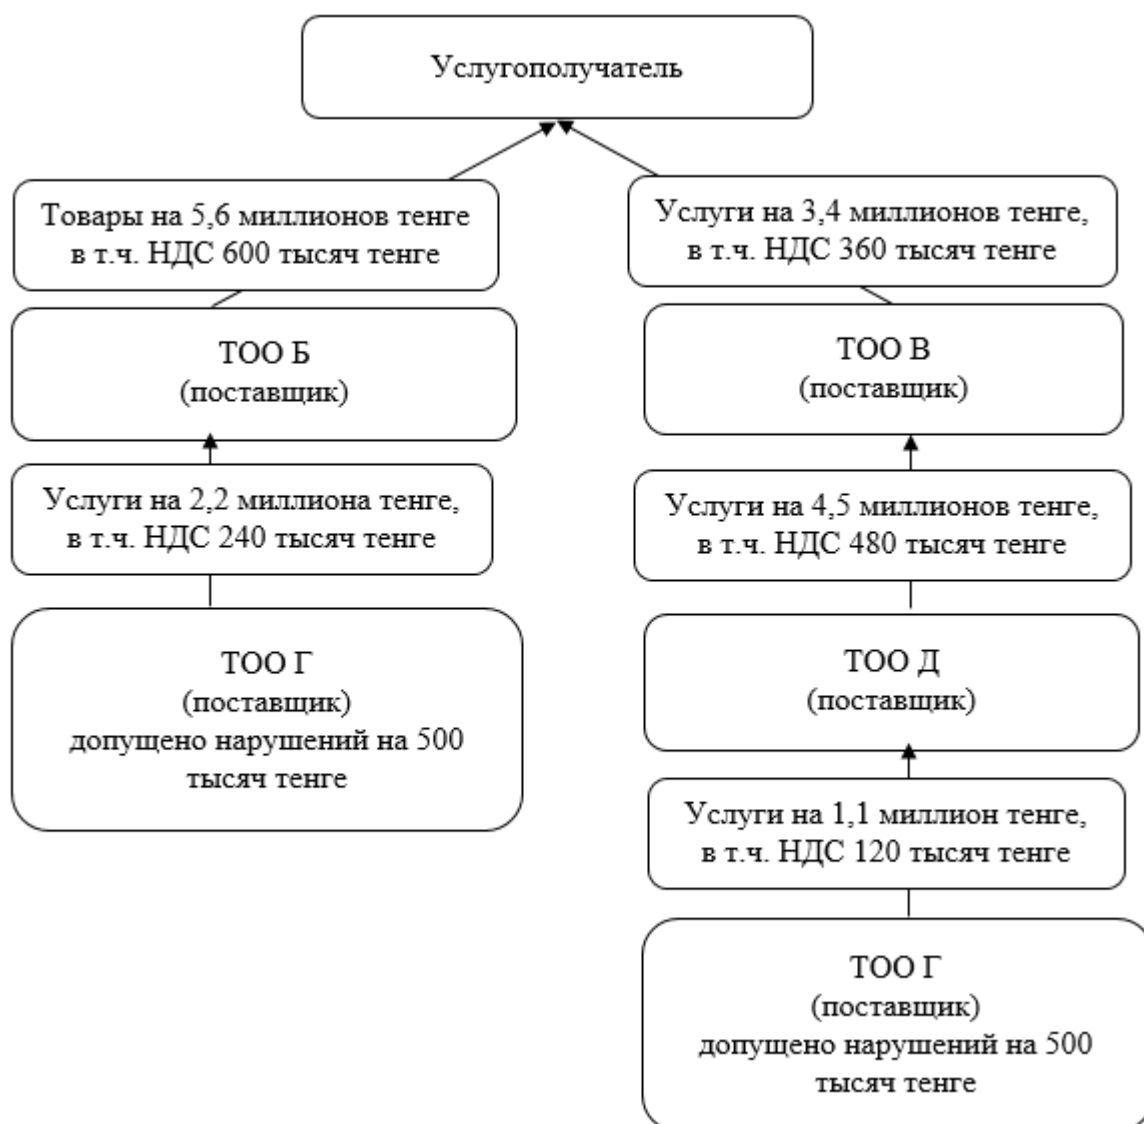 Услугополучатель
Товары на 5,6 миллионов тенге
в т.ч. НДС 600 тысяч тенге
Услуги на 3,4 миллионов тенге,
в т.ч. НДС 360 тысяч тенге
ТОО Б
(поставщик)
ТОО В
(поставщик)
Услуги на 2,2 миллиона тенге,
в т.ч. НДС 240 тысяч тенге
Услуги на 4,5 миллионов тенге,
в т.ч. НДС 480 тысяч тенге
ТОО Г
(поставщик)
допущено нарушений на 500
тысяч тенге
ТОО Д
(поставщик)
Услуги на 1,1 миллион тенге,
в т.ч. НДС 120 тысяч тенге
ТОО Г
(поставщик)
допущено нарушений на 500
тысяч тенге